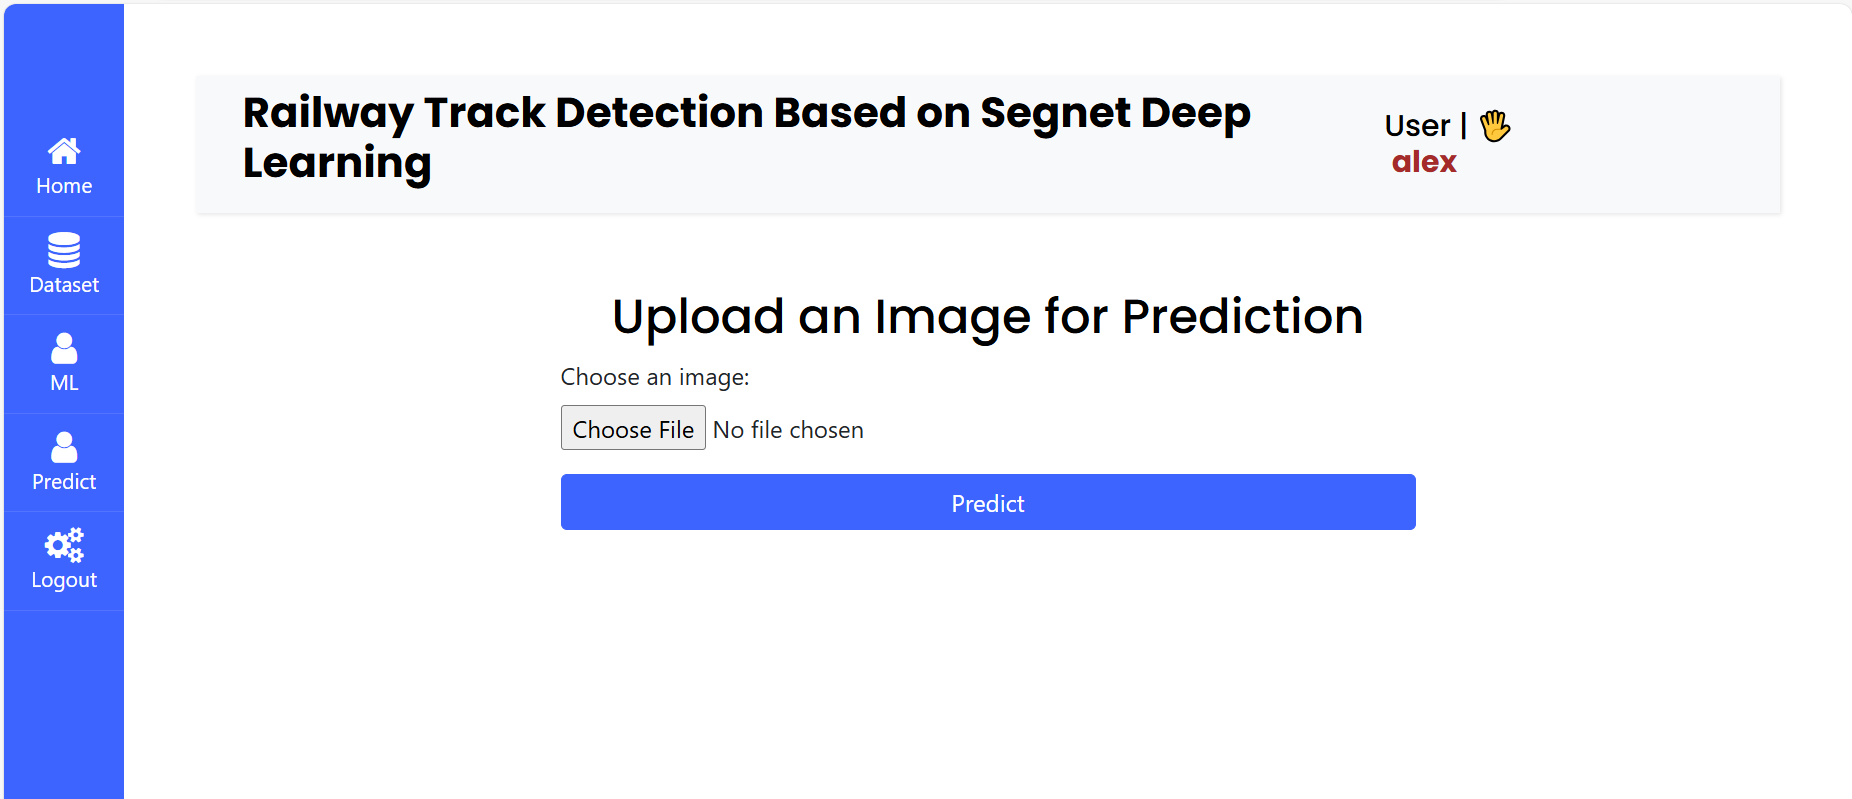 Home
Dataset
ML
Predict
Logout
Railway Track Detection Based on Segnet Deep
Learning
User | 🖐
alex
Upload an Image for Prediction
Choose an image:
Choose File No file chosen
Predict